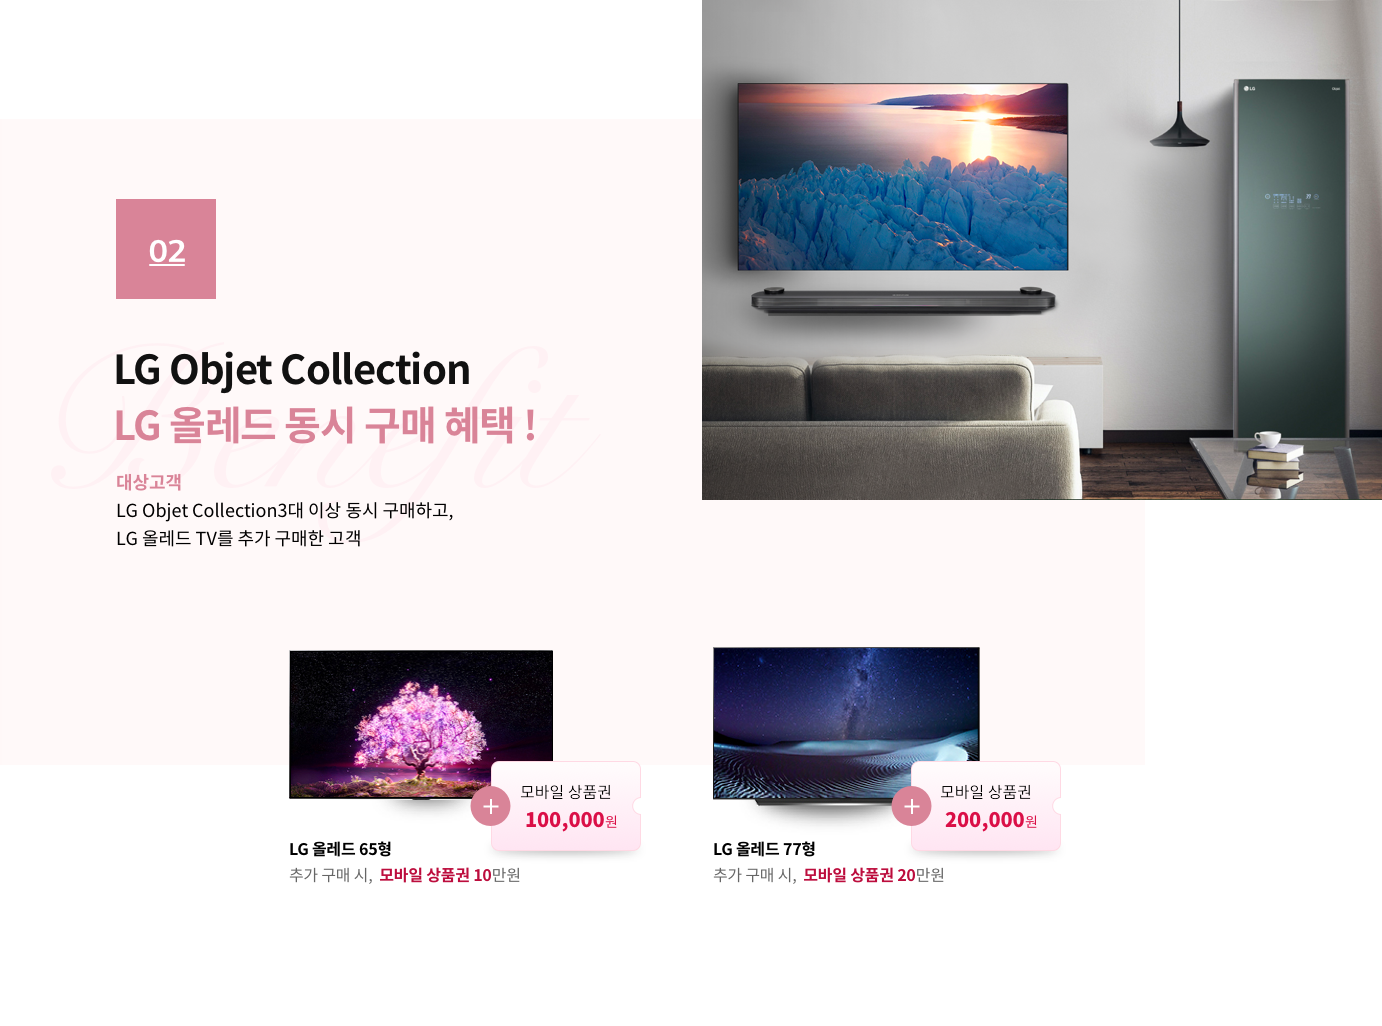 02
Benefit
LG Objet Collection
LG 올레드 동시 구매 혜택 !
대상고객
LG Objet Collection3대 이상 동시 구매하고,
LG 올레드 TV를 추가 구매한 고객
LG
모바일 상품권
100,000원
LG 올레드 65형
추가 구매 시, 모바일 상품권 10만원
모바일 상품권
200,000원
LG 올레드 77형
추가 구매 시, 모바일 상품권 20만원